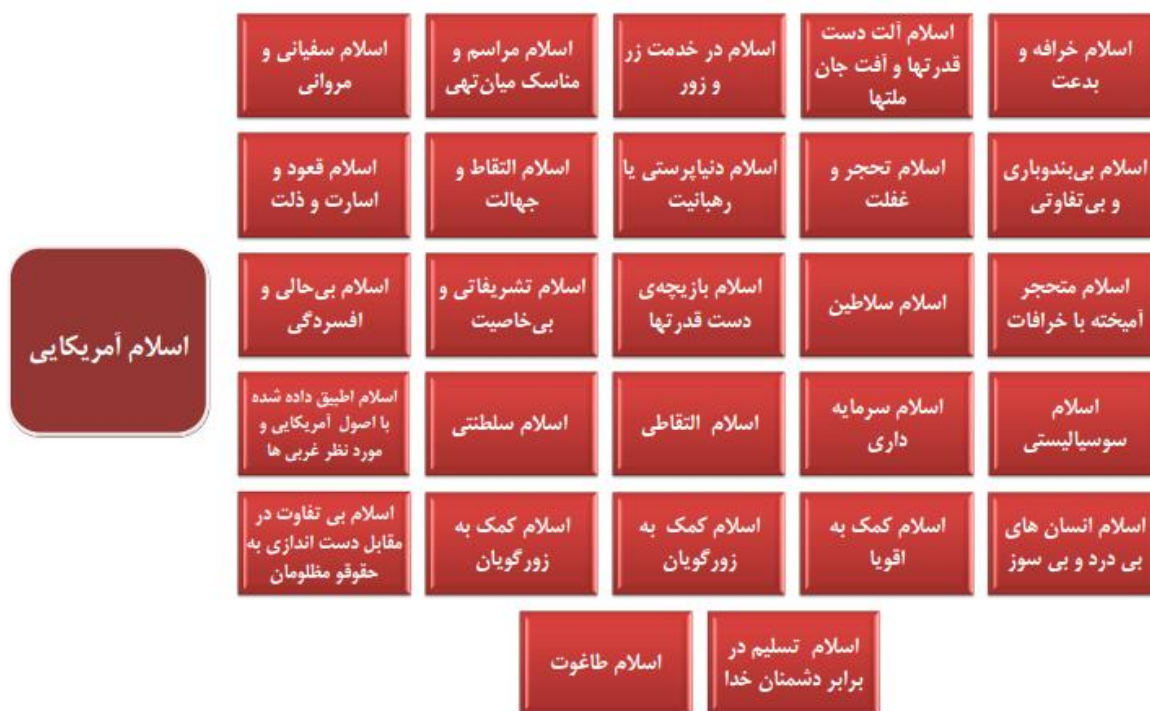 اسلام خرافه و
بدعت
اسلام آلت دست
قدرتها و آفت جان
ملتها
اسلام در خدمت زر
و زور
اسلام مراسم و
مناسک میان‌تهی
اسلام سفیانی و
مروانی
اسلام بی‌بندوباری
و بی‌تفاوتی
اسلام تحجر و
غفلت
اسلام دنیاپرستی یا
رهبانیت
اسلام التقاط و
جهالت
اسلام قعود و
اسارت و ذلت
اسلام متحجر
آمیخته با خرافات
اسلام سلاطین
اسلام بازیچه‌ی
دست قدرتها
اسلام تشریفاتی و
بی‌خاصیت
اسلام بی‌حالی و
افسردگی
اسلام آمریکایی
اسلام
سوسیالیستی
اسلام سرمایه
داری
اسلام التقاطی
اسلام سلطنتی
اسلام اطبیق داده شده
با اصول آمریکایی و
مورد نظر غربی ها
اسلام انسان های
بی درد و بی سوز
اسلام کمک به
اقویا
اسلام کمک به
زورگویان
اسلام کمک به
زورگویان
اسلام بی تفاوت در
مقابل دست اندازی به
حقوقو مظلومان
اسلام تسلیم در
برابر دشمنان خدا
اسلام طاغوت